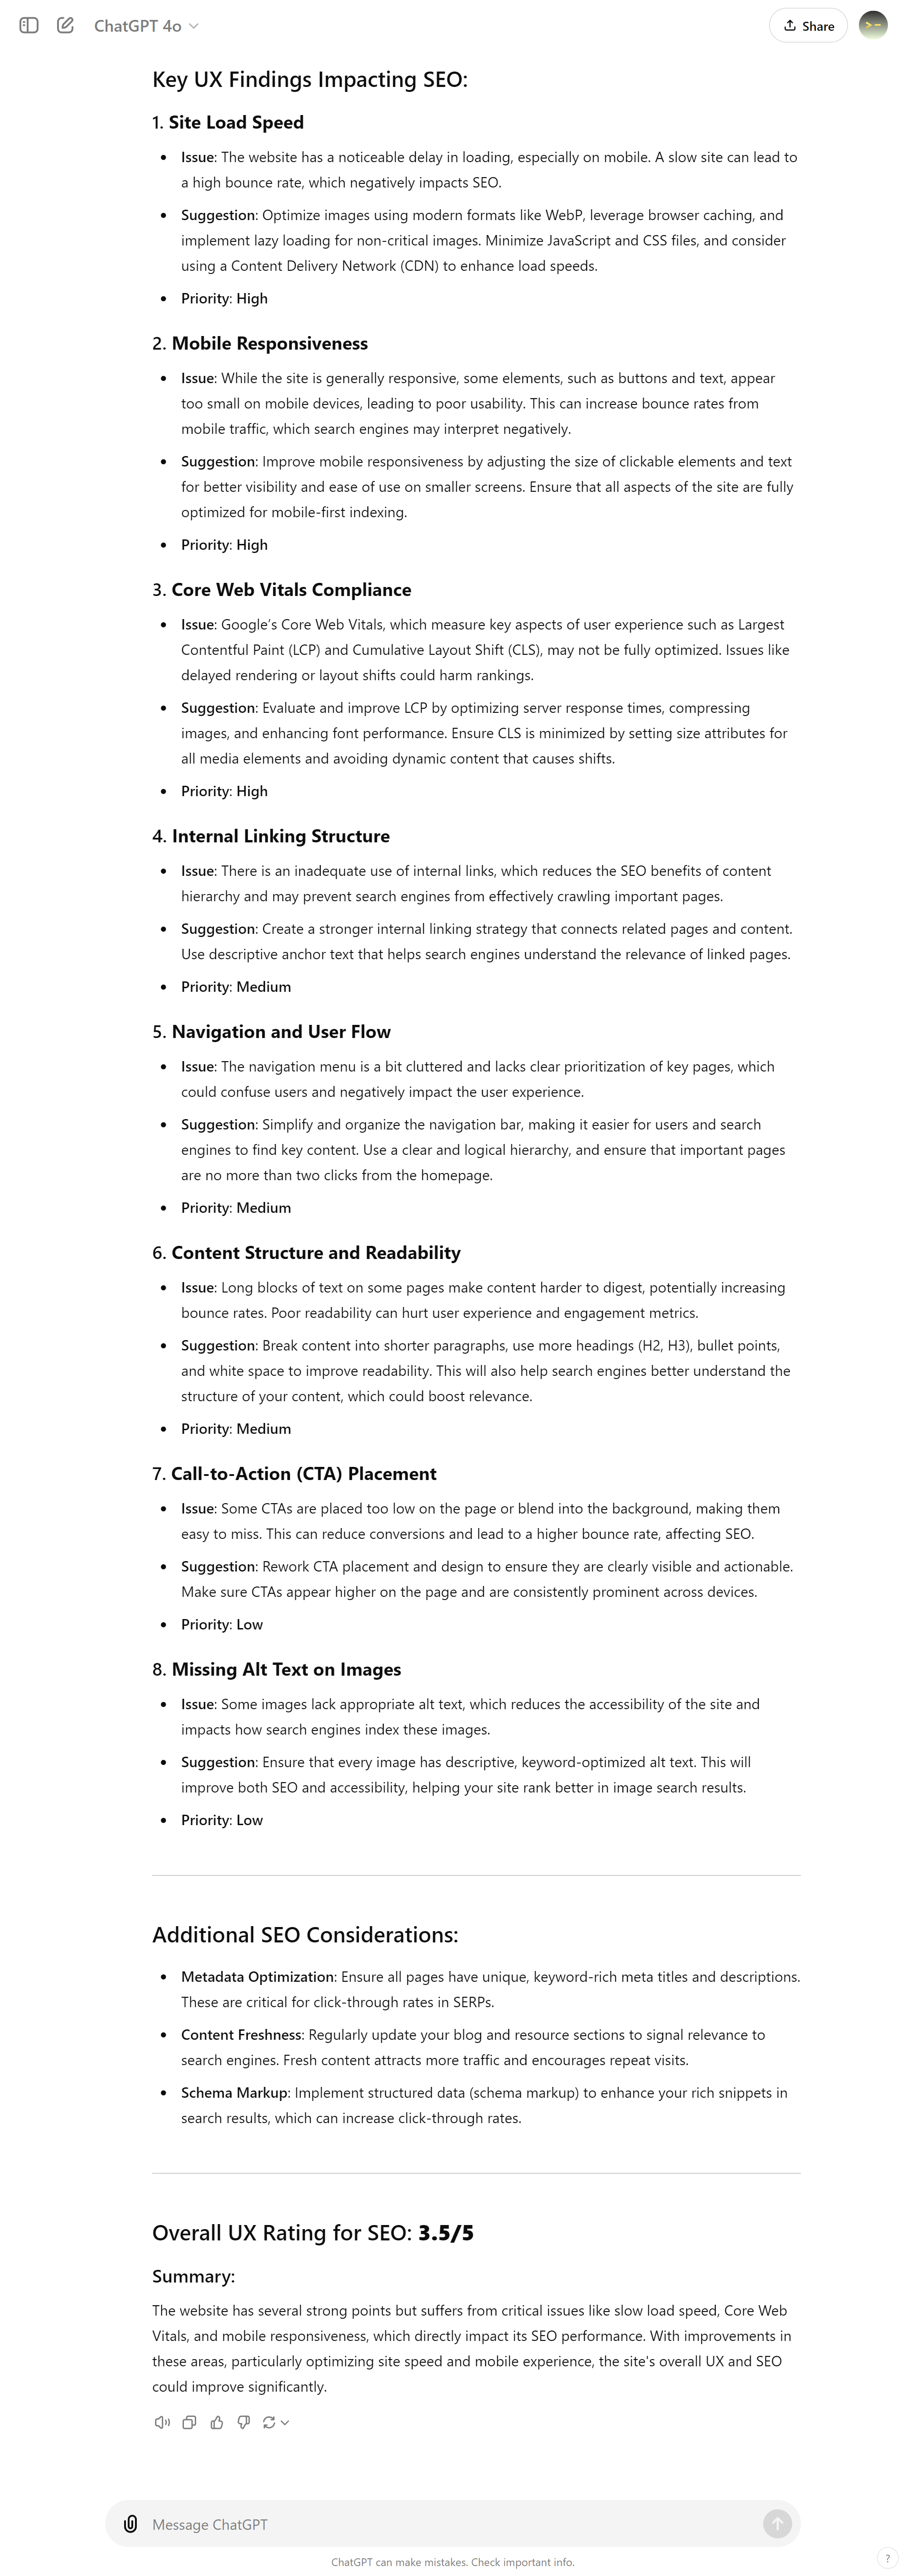 ChatGPT 4o
Share
Key UX Findings Impacting SEO:
1. Site Load Speed
Issue: The website has a noticeable delay in loading, especially on mobile. A slow site can lead to
a high bounce rate, which negatively impacts SEO.
Suggestion: Optimize images using modern formats like WebP, leverage browser caching, and
implement lazy loading for non-critical images. Minimize JavaScript and CSS files, and consider
using a Content Delivery Network (CDN) to enhance load speeds.
Priority: High
2. Mobile Responsiveness
Issue: While the site is generally responsive, some elements, such as buttons and text, appear
too small on mobile devices, leading to poor usability. This can increase bounce rates from
mobile traffic, which search engines may interpret negatively.
Suggestion: Improve mobile responsiveness by adjusting the size of clickable elements and text
for better visibility and ease of use on smaller screens. Ensure that all aspects of the site are fully
optimized for mobile-first indexing.
Priority: High
3. Core Web Vitals Compliance
Issue: Google's Core Web Vitals, which measure key aspects of user experience such as Largest
Contentful Paint (LCP) and Cumulative Layout Shift (CLS), may not be fully optimized. Issues like
delayed rendering or layout shifts could harm rankings.
Suggestion: Evaluate and improve LCP by optimizing server response times, compressing
images, and enhancing font performance. Ensure CLS is minimized by setting size attributes for
all media elements and avoiding dynamic content that causes shifts.
Priority: High
4. Internal Linking Structure
Issue: There is an inadequate use of internal links, which reduces the SEO benefits of content
hierarchy and may prevent search engines from effectively crawling important pages.
Suggestion: Create a stronger internal linking strategy that connects related pages and content.
Use descriptive anchor text that helps search engines understand the relevance of linked pages.
Priority: Medium
5. Navigation and User Flow
Issue: The navigation menu is a bit cluttered and lacks clear prioritization of key pages, which
could confuse users and negatively impact the user experience.
Suggestion: Simplify and organize the navigation bar, making it easier for users and search
engines to find key content. Use a clear and logical hierarchy, and ensure that important pages
are no more than two clicks from the homepage.
Priority: Medium
6. Content Structure and Readability
Issue: Long blocks of text on some pages make content harder to digest, potentially increasing
bounce rates. Poor readability can hurt user experience and engagement metrics.
Suggestion: Break content into shorter paragraphs, use more headings (H2, H3), bullet points,
and white space to improve readability. This will also help search engines better understand the
structure of your content, which could boost relevance.
Priority: Medium
7. Call-to-Action (CTA) Placement
Issue: Some CTAs are placed too low on the page or blend into the background, making them
easy to miss. This can reduce conversions and lead to a higher bounce rate, affecting SEO.
Suggestion: Rework CTA placement and design to ensure they are clearly visible and actionable.
Make sure CTAs appear higher on the page and are consistently prominent across devices.
Priority: Low
8. Missing Alt Text on Images
Issue: Some images lack appropriate alt text, which reduces the accessibility of the site and
impacts how search engines index these images.
Suggestion: Ensure that every image has descriptive, keyword-optimized alt text. This will
improve both SEO and accessibility, helping your site rank better in image search results.
Priority: Low
Additional SEO Considerations:
Metadata Optimization: Ensure all pages have unique, keyword-rich meta titles and descriptions.
These are critical for click-through rates in SERPs.
Content Freshness: Regularly update your blog and resource sections to signal relevance to
search engines. Fresh content attracts more traffic and encourages repeat visits.
Schema Markup: Implement structured data (schema markup) to enhance your rich snippets in
search results, which can increase click-through rates.
Overall UX Rating for SEO: 3.5/5
Summary:
The website has several strong points but suffers from critical issues like slow load speed, Core Web
Vitals, and mobile responsiveness, which directly impact its SEO performance. With improvements in
these areas, particularly optimizing site speed and mobile experience, the site's overall UX and SEO
could improve significantly.
Message ChatGPT
ChatGPT can make mistakes. Check important info.
?